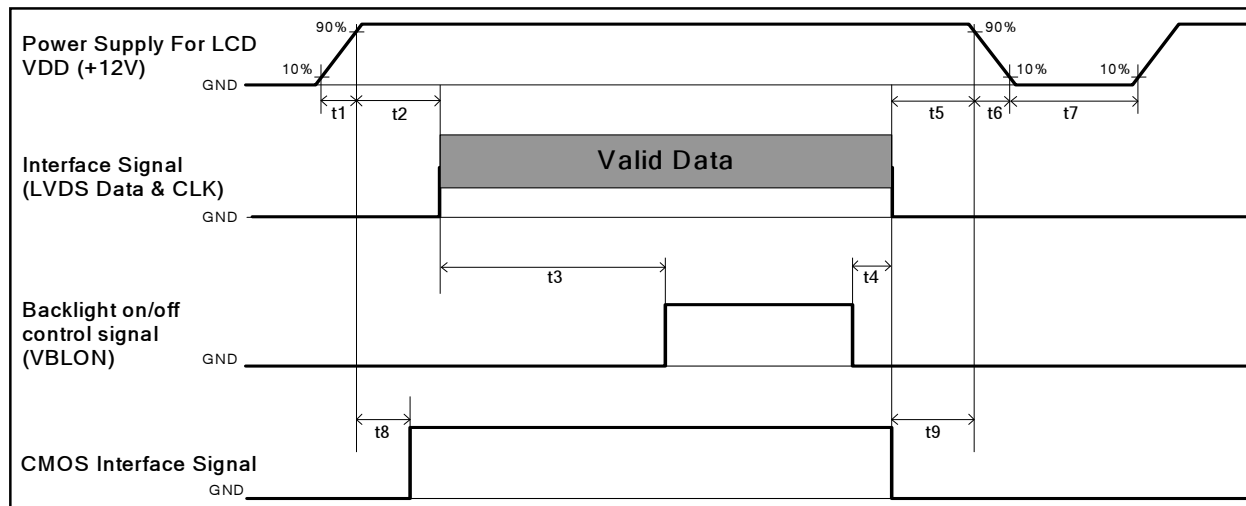 Power Supply For LCD
VDD (+12V)
90%
10%
GND
t1
t2
t5
90%
10%
t6
10%
t7
Interface Signal
(LVDS Data & CLK)
Valid Data
GND
t3
t4
Backlight on/off
control signal
(VBLON)
GND
t8
t9
CMOS Interface Signal
GND